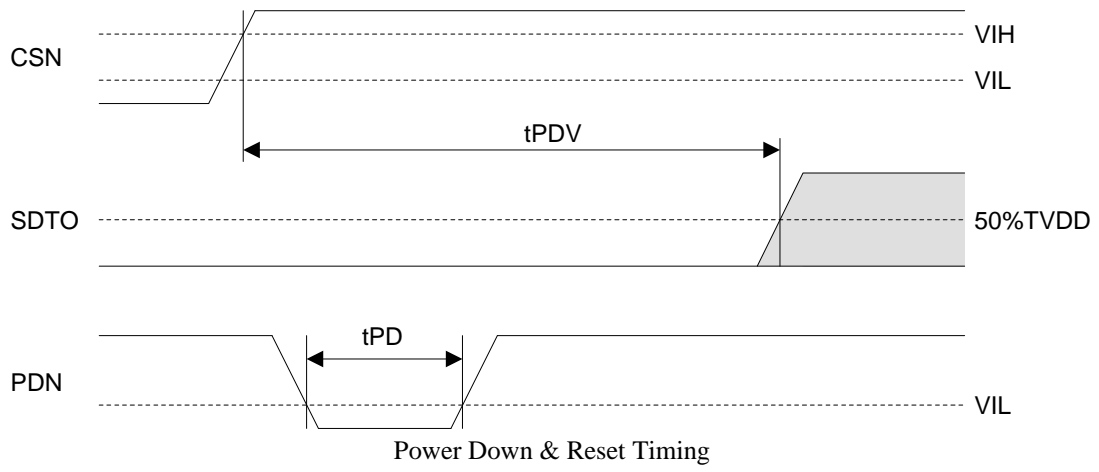 CSN
VIH
VIL
tPDV
SDTO
50%TVDD
tPD
PDN
VIL
Power Down & Reset Timing